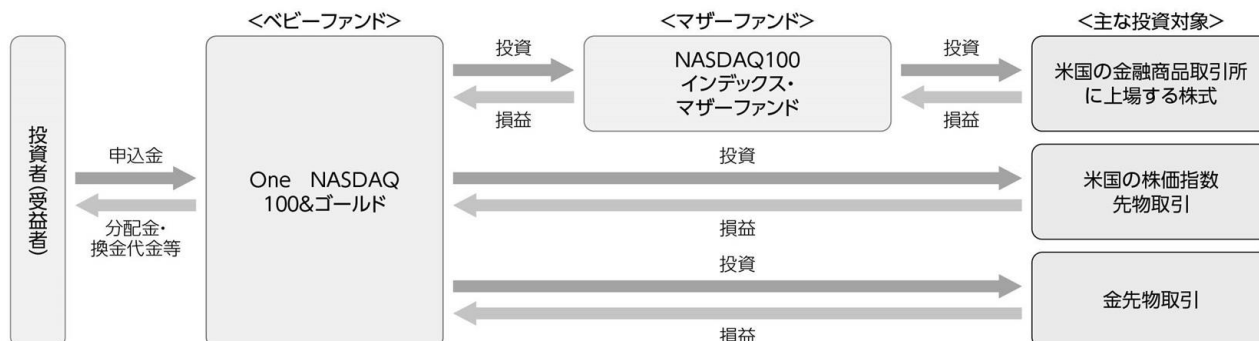 <ベビーファンド>
<マザーファンド>
<主な投資対象>
投資者(受益者)
申込金
分配金・
換金代金等
One NASDAQ
100&ゴールド
投資
損益
NASDAQ100
インデックス・
マザーファンド
投資
損益
米国の金融商品取引所
に上場する株式
投資
損益
米国の株価指数
先物取引
投資
損益
金先物取引